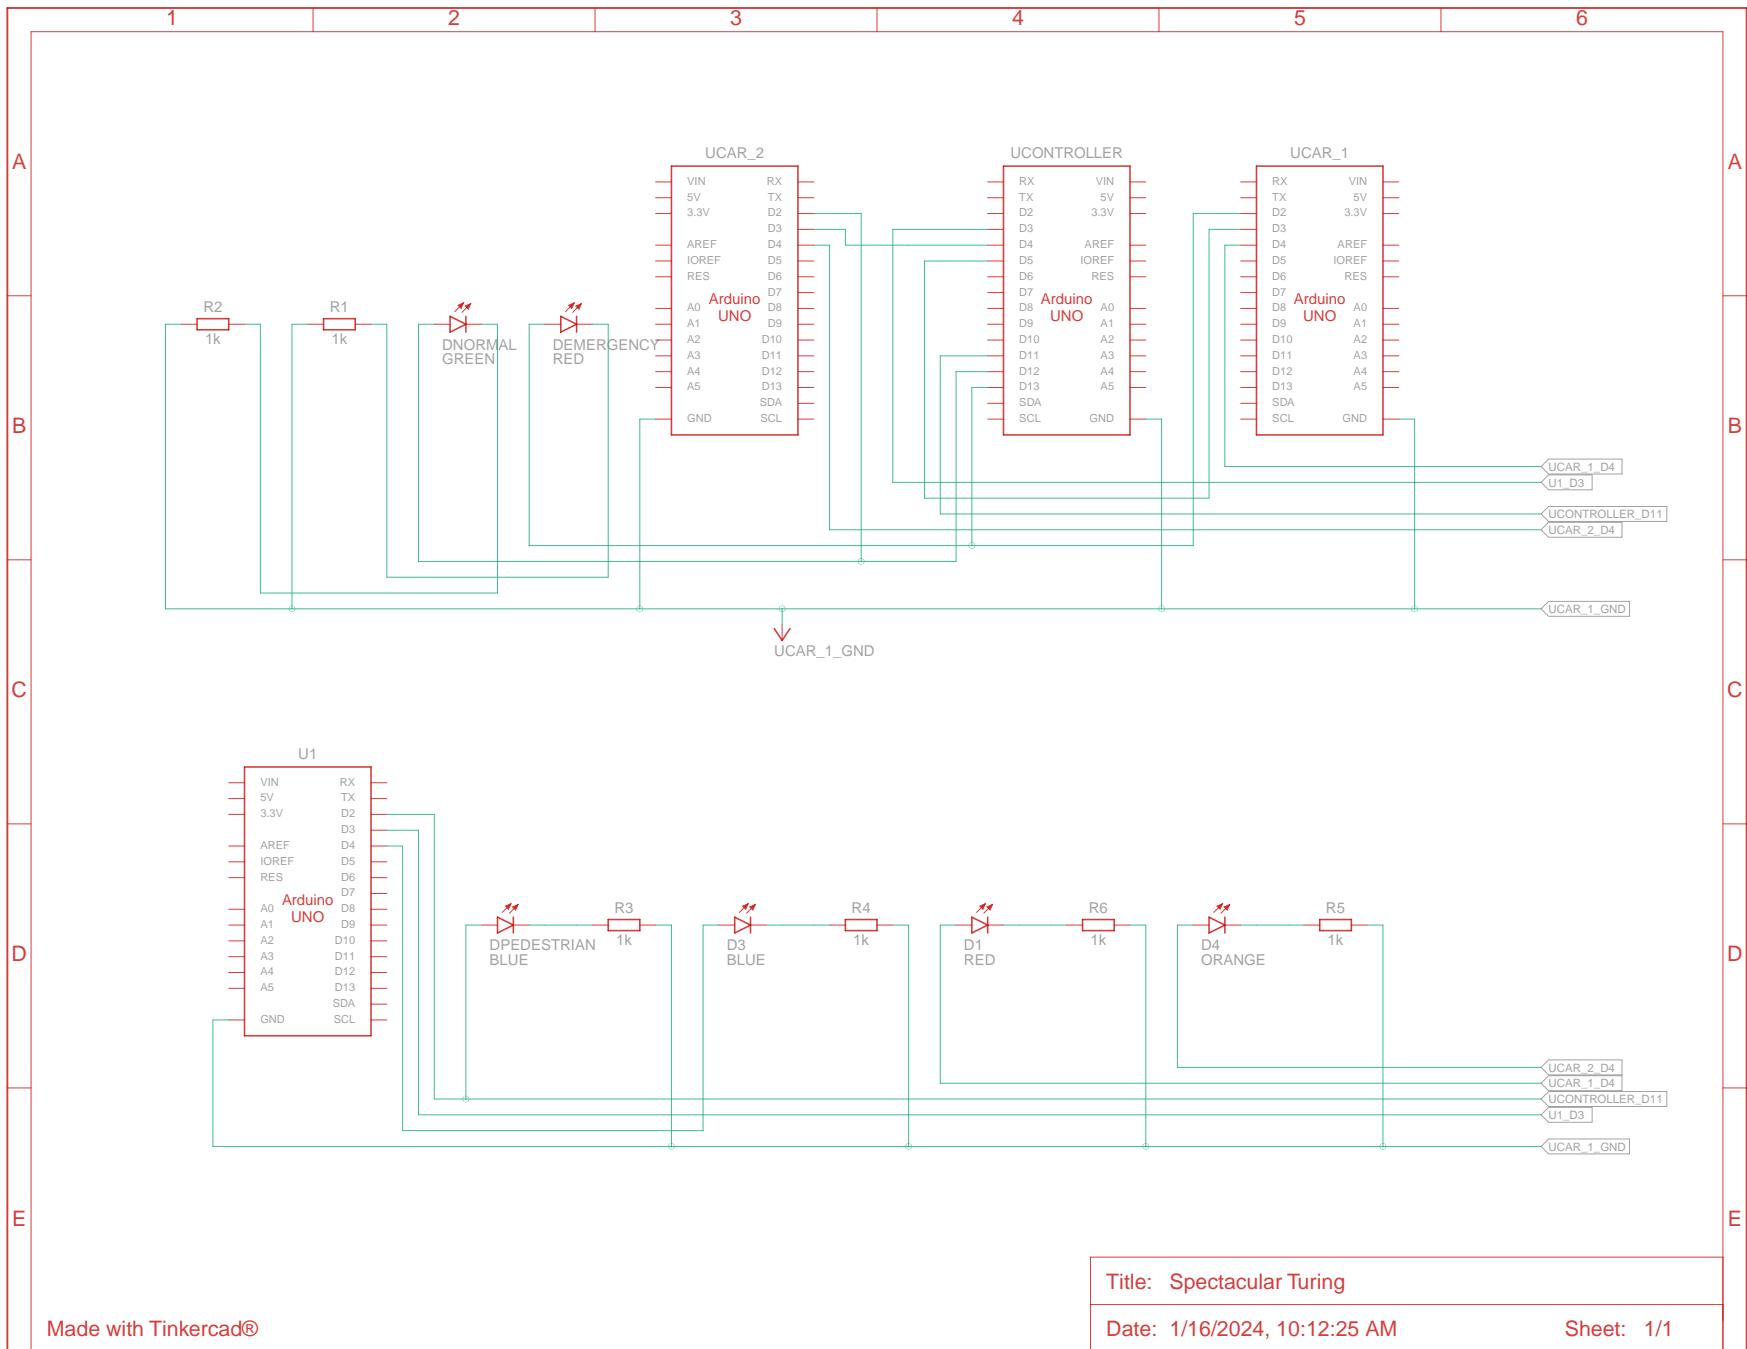 1 2 3 4 5 6
A A
B B
C C
D D
E E
UCAR_2
VIN RX
5V TX
3.3V D2
D3
AREF D4
IOREF D5
RES D6
D7
A0 D8
A1 D9
A2 D10
A3 D11
A4 D12
A5 D13
SDA
GND SCL
Arduino
UNO
UCONTROLLER
RX VIN
TX 5V
D2 3.3V
D3
D4 AREF
D5 IOREF
D6 RES
D7
D8 A0
D9 A1
D10 A2
D11 A3
D12 A4
D13 A5
SDA
SCL GND
Arduino
UNO
UCAR_1
RX VIN
TX 5V
D2 3.3V
D3
D4 AREF
D5 IOREF
D6 RES
D7
D8 A0
D9 A1
D10 A2
D11 A3
D12 A4
D13 A5
SDA
SCL GND
Arduino
UNO
R2
1k
R1
1k
DNORMAL
GREEN
DEMERGENCY
RED
UCAR_1_D4
U1_D3
UCONTROLLER_D11
UCAR_2_D4
UCAR_1_GND
UCAR_1_GND
U1
VIN RX
5V TX
3.3V D2
D3
AREF D4
IOREF D5
RES D6
D7
A0 D8
A1 D9
A2 D10
A3 D11
A4 D12
A5 D13
SDA
GND SCL
Arduino
UNO
DPEDESTRIAN
BLUE
R3
1k
D3
BLUE
R4
1k
D1
RED
R6
1k
D4
ORANGE
R5
1k
UCAR_2_D4
UCAR_1_D4
UCONTROLLER_D11
U1_D3
UCAR_1_GND
Title: Spectacular Turing
Made with Tinkercad®
Date: 1/16/2024, 10:12:25 AM Sheet: 1/1